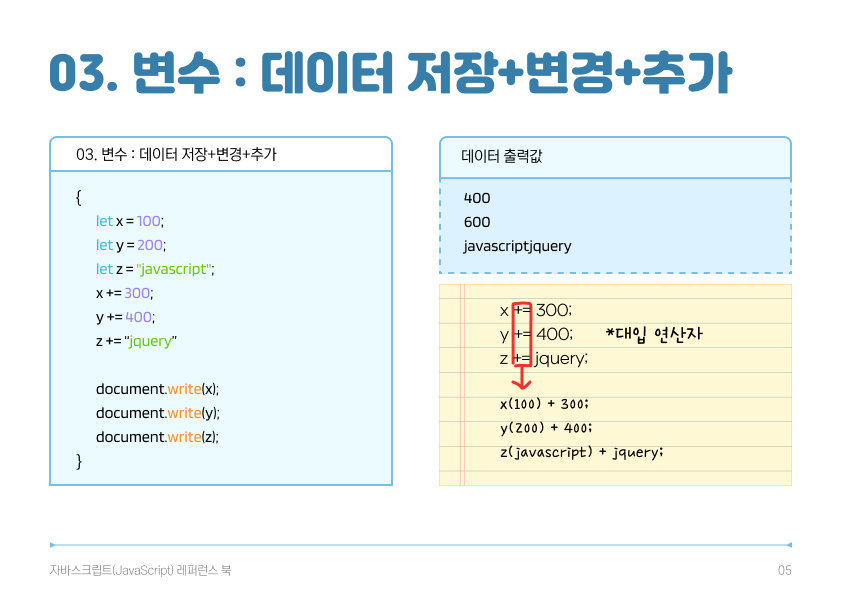 03. 변수 : 데이터 저장+변경+추가
03. 변수 : 데이터 저장+변경+추가
{
let x = 100;
let y = 200;
let z = "javascript";
x += 300;
y += 400;
z += “jquery”
document.write(x);
document.write(y);
document.write(z);
}
데이터 출력값
400
600
javascriptjquery
x += 300;
y += 400; *대입 연산자
z += jquery;
x(100) + 300;
y(200) + 400;
z(javascript) + jquery;
자바스크립트(JavaScript) 레퍼런스 북
05